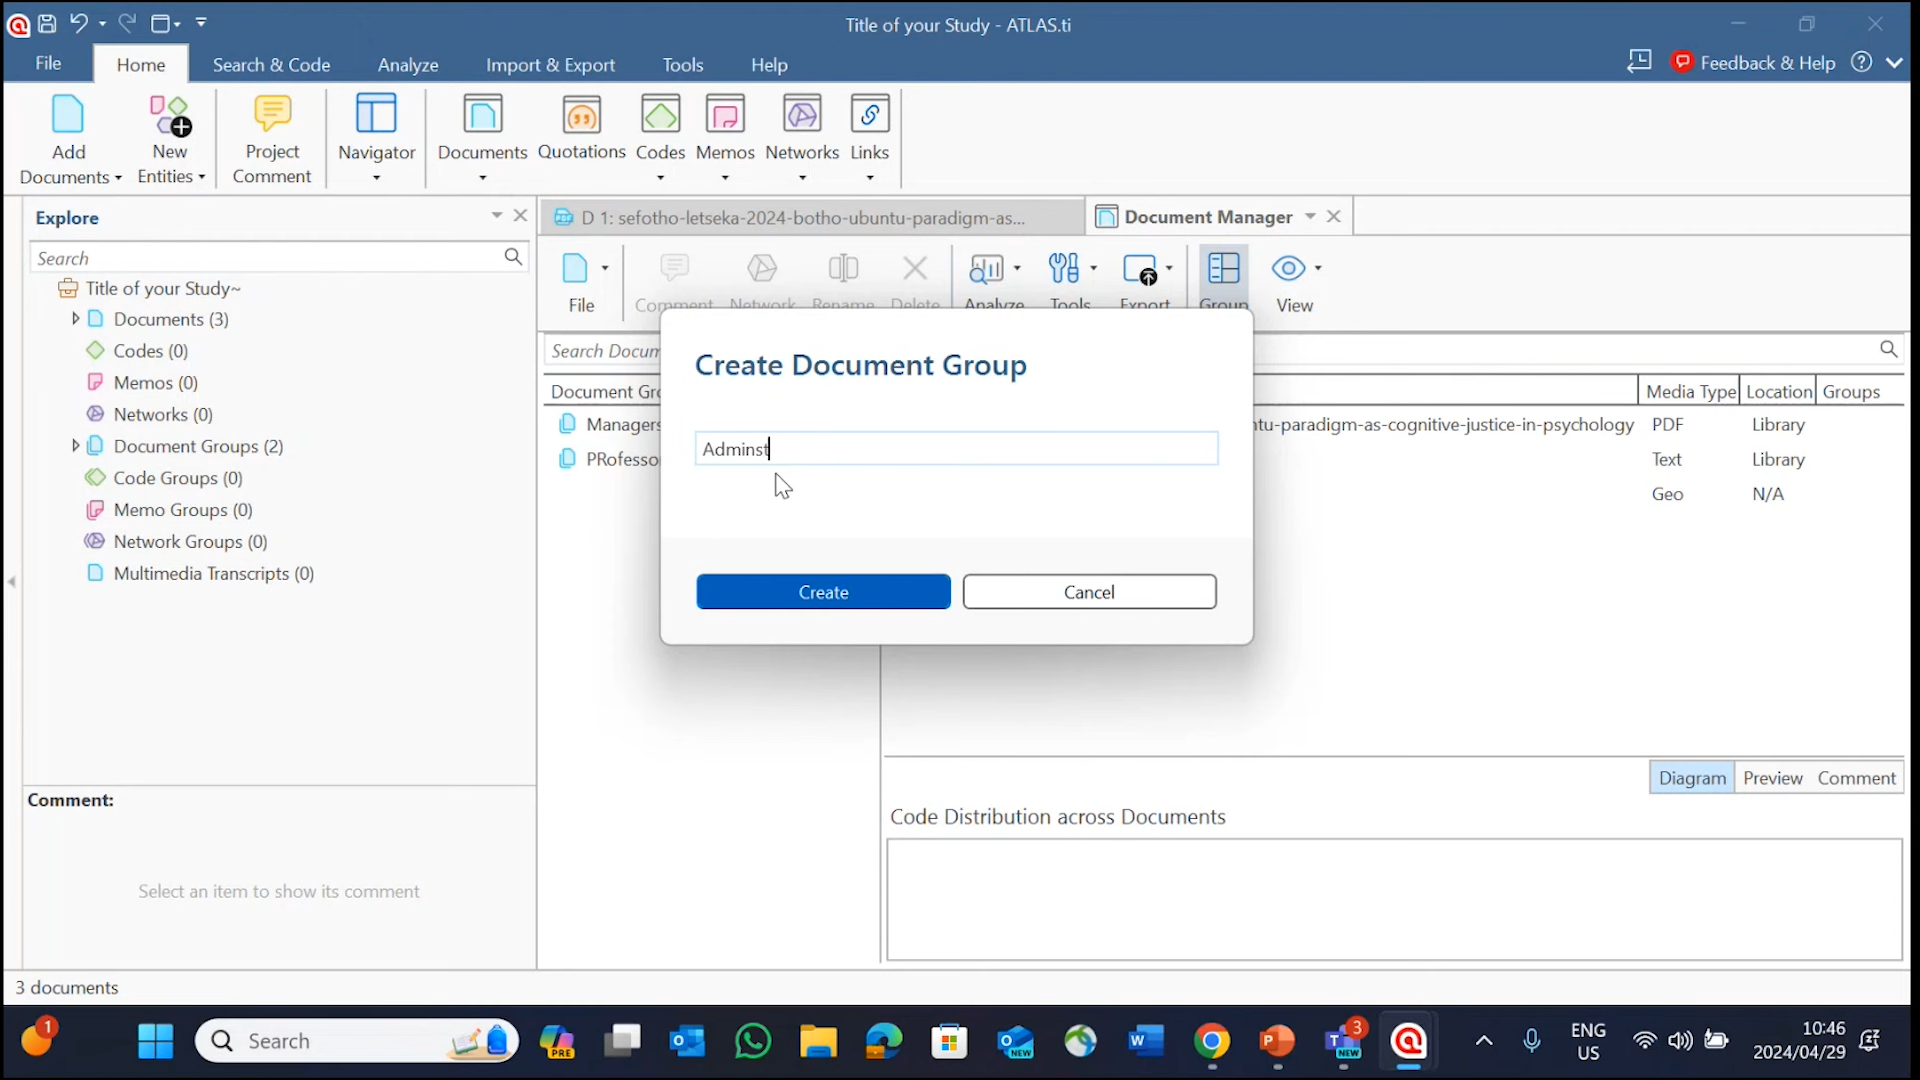 Title of your Study - ATLAS.ti
File
Home
Search & Code
Analyze
Import & Export
Tools
Help
Feedback & Help
Add
Documents
New
Entities
Project
Comment
Navigator
Documents
Quotations
Codes
Memos
Networks
Links
Explore
D 1: sefotho-letseka-2024-botho-ubuntu-paradigm-as...
Document Manager
Search
Title of your Study~
Documents (3)
Codes (0)
Memos (0)
Networks (0)
Document Groups (2)
Code Groups (0)
Memo Groups (0)
Network Groups (0)
Multimedia Transcripts (0)
File
Comment
Network
Rename
Delete
Analyze
Tools
Export
Group
View
Search Docum
Document Gro
Media Type
Location
Groups
Managers
ntu-paradigm-as-cognitive-justice-in-psychology
PDF
Library
PRofesso
Text
Library
Geo
N/A
Create Document Group
Adminst
Create
Cancel
Diagram
Preview
Comment
Code Distribution across Documents
Comment:
Select an item to show its comment
3 documents
1
Search
PRE
NEW
3
NEW
ENG
US
10:46
2024/04/29